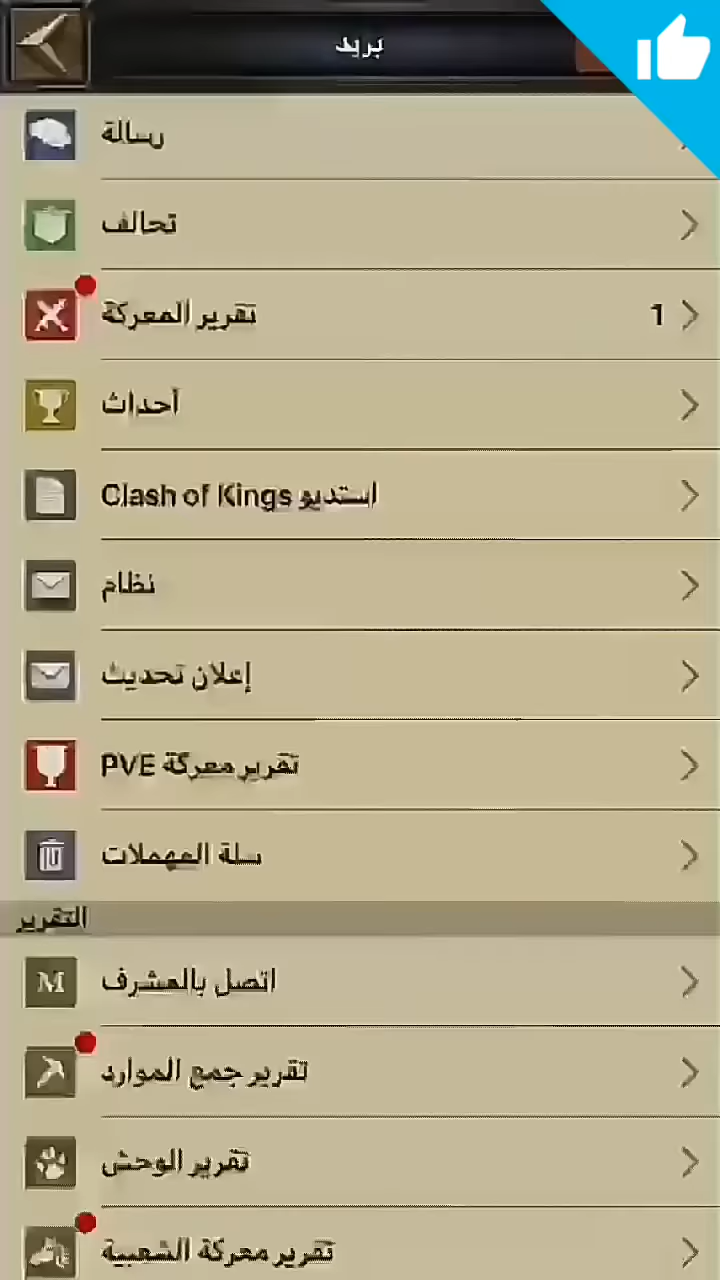 بريد
رسالة
تحالف
تقرير المعركة 1
أحداث
Clash of Kings استديو
نظام
إعلان تحديث
تقرير معركة PVE
سلة المهملات
التقرير
M اتصل بالمشرف
تقرير جمع الموارد
تقرير الوحش
تقرير معركة الشعبية